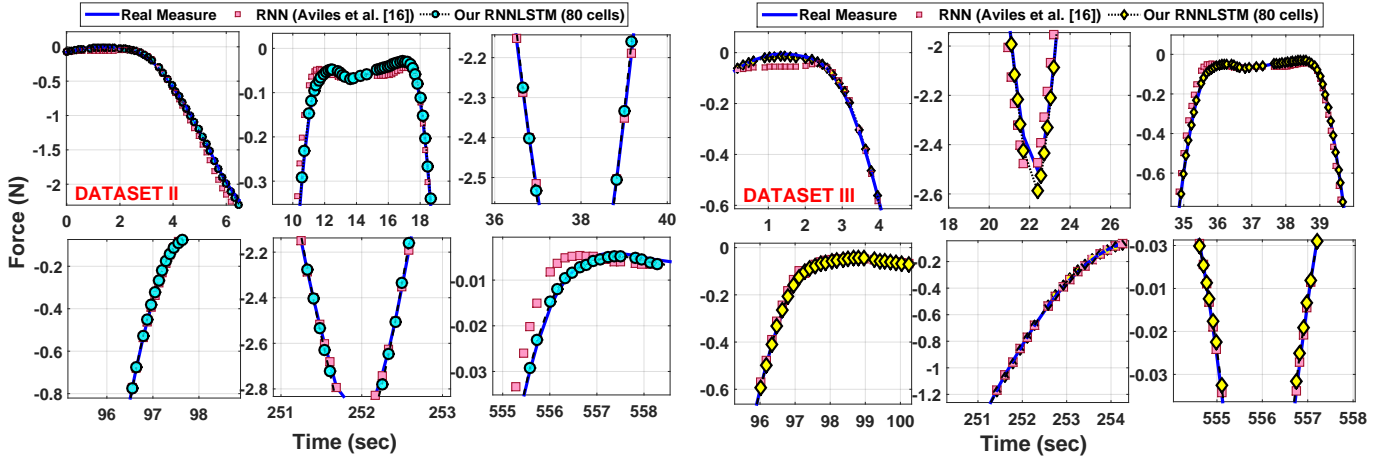 Real Measure RNN (Aviles et al. [16]) Our RNNLSTM (80 cells)
Real Measure RNN (Aviles et al. [16]) Our RNNLSTM (80 cells)
Force (N)
0
-0.5
-1
-1.5
-2
DATASET II
0 2 4 6
0
-0.1
-0.2
-0.3
10 12 14 16 18
-2.2
-2.3
-2.4
-2.5
36 38 40
0
-0.2
-0.4
-0.6
DATASET III
1 2 3 4
-2
-2.2
-2.4
-2.6
18 20 22 24 26
0
-0.2
-0.4
-0.6
35 36 37 38 39
-0.2
-0.4
-0.6
-0.8
96 97 98
-2.2
-2.4
-2.6
-2.8
251 252 253
-0.01
-0.02
-0.03
555 556 557 558
0
-0.2
-0.4
-0.6
96 97 98 99 100
-0.2
-0.4
-0.6
-0.8
-1
-1.2
251 252 253 254
-0.03
-0.01
-0.02
-0.03
555 556 557 558
Time (sec)
Time (sec)